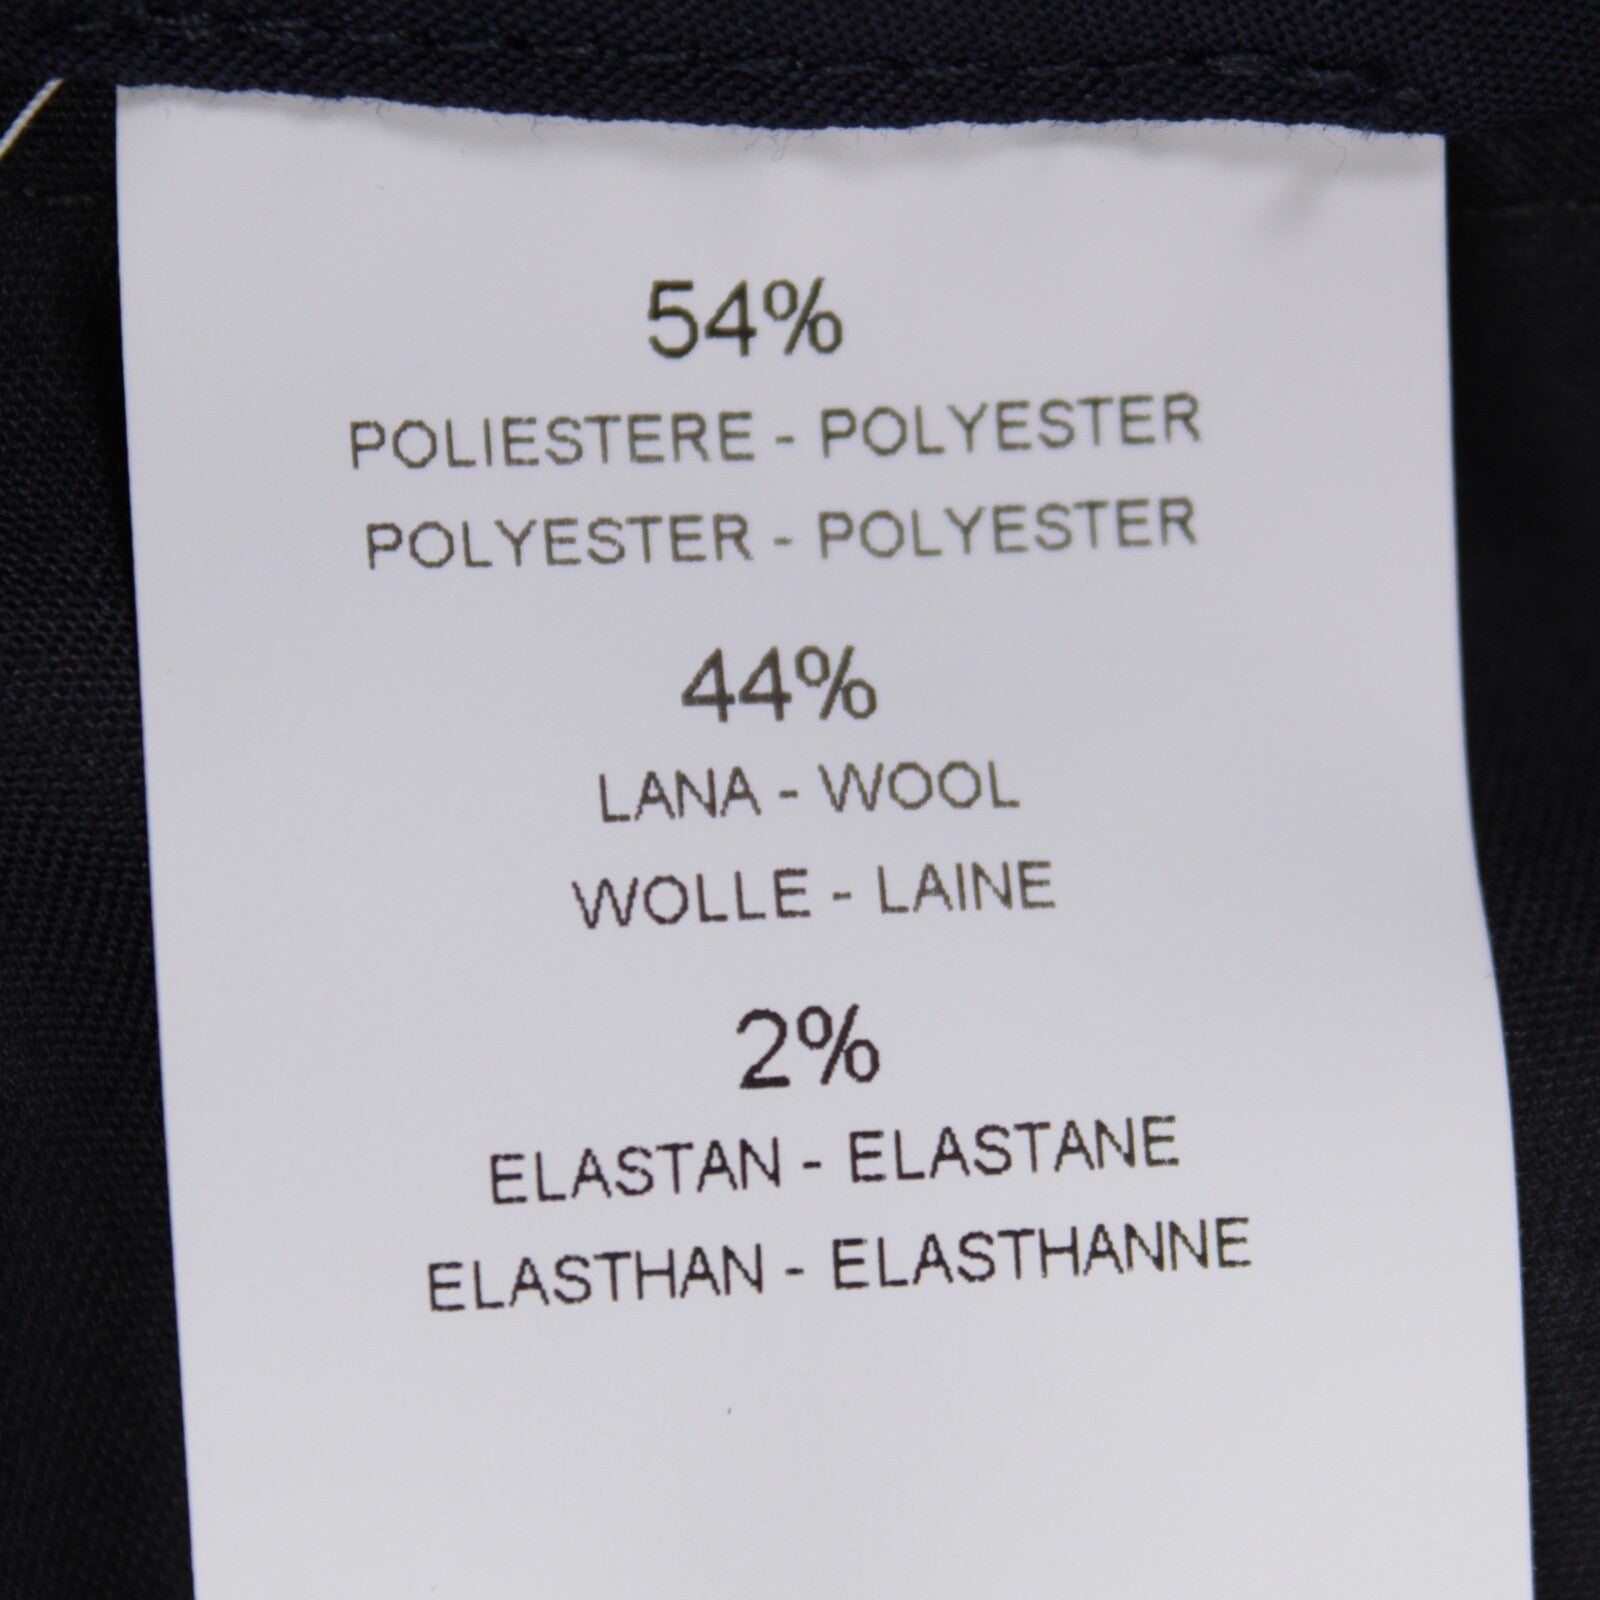 54%
POLIESTERE - POLYESTER
POLYESTER - POLYESTER
44%
LANA - WOOL
WOLLE - LAINE
2%
ELASTAN - ELASTANE
ELASTHAN - ELASTHANNE